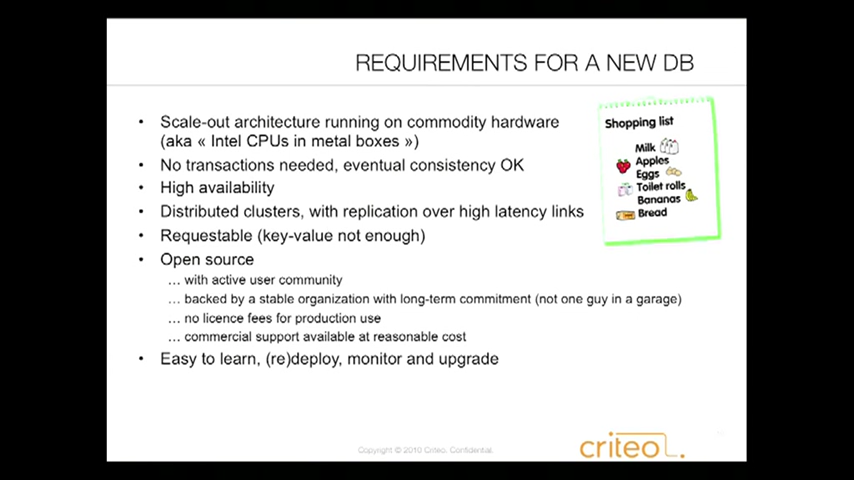 REQUIREMENTS FOR A NEW DB
• Scale-out architecture running on commodity hardware
(aka « Intel CPUs in metal boxes »)
• No transactions needed, eventual consistency OK
• High availability
• Distributed clusters, with replication over high latency links
• Requestable (key-value not enough)
• Open source
… with active user community
… backed by a stable organization with long-term commitment (not one guy in a garage)
… no licence fees for production use
… commercial support available at reasonable cost
• Easy to learn, (re)deploy, monitor and upgrade
Shopping list
Milk
Apples
Eggs
Toilet rolls
Bananas
Bread
Copyright © 2010 Criteo. Confidential.
criteo